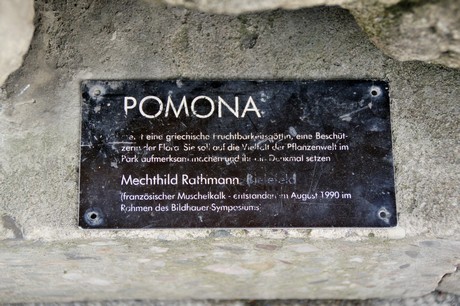 POMONA
ist eine griechische Fruchtbarkeitsgöttin, eine Beschüt-
zerin der Flora. Sie soll auf die Vielfalt der Pflanzenwelt im
Park aufmerksam machen und ihr ein Denkmal setzen
Mechthild Rathmann, Bielefeld
(französischer Muschelkalk - entstanden im August 1990 im
Rahmen des Bildhauer-Symposiums